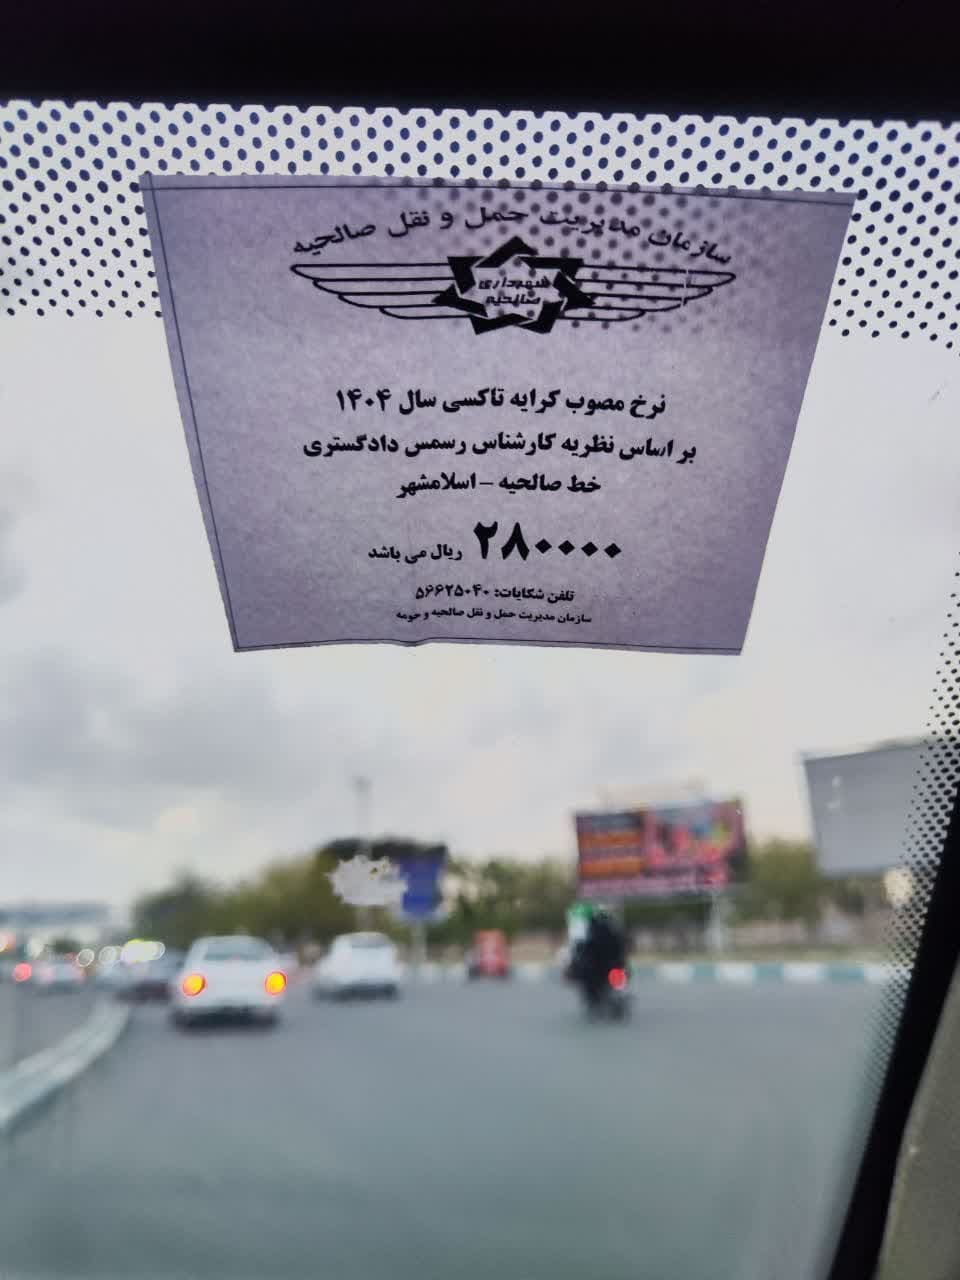 سازمان مدیریت حمل و نقل صالحیه
شهرداری
صالحیه
نرخ مصوب کرایه تاکسی سال ۱۴۰۴
بر اساس نظریه کارشناس رسمس دادگستری
خط صالحیه – اسلامشهر
۲۸۰۰۰۰ ریال می باشد
تلفن شکایات: ۵۶۶۲۵۰۴۰
سازمان مدیریت حمل و نقل صالحیه و حومه